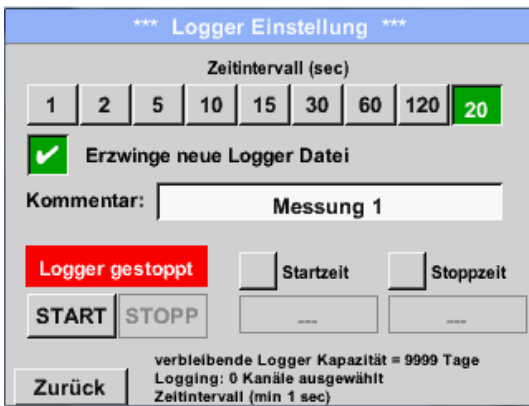 *** Logger Einstellung ***
Zeitintervall (sec)
1 2 5 10 15 30 60 120 20
Erzwinge neue Logger Datei
Kommentar: Messung 1
Logger gestoppt Startzeit Stoppzeit
START STOPP --- ---
verbleibende Logger Kapazität = 9999 Tage
Logging: 0 Kanäle ausgewählt
Zurück Zeitintervall (min 1 sec)